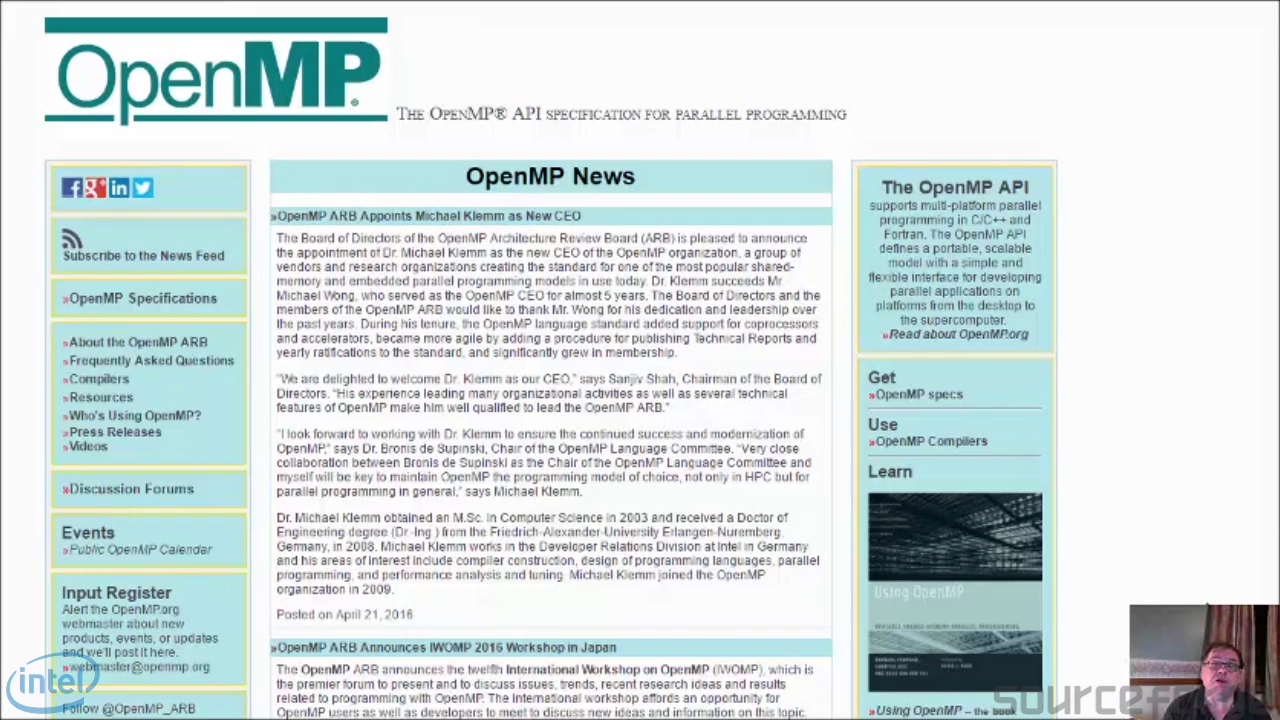 OpenMP®
THE OPENMP® API SPECIFICATION FOR PARALLEL PROGRAMMING
Subscribe to the News Feed
»OpenMP Specifications
»About the OpenMP ARB
»Frequently Asked Questions
»Compilers
»Resources
»Who's Using OpenMP?
»Press Releases
»Videos
»Discussion Forums
Events
»Public OpenMP Calendar
Input Register
Alert the OpenMP.org
webmaster about new
products, events, or updates
and we'll post it here.
»webmaster@openmp.org
Follow @OpenMP_ARB
intel
OpenMP News
»OpenMP ARB Appoints Michael Klemm as New CEO
The Board of Directors of the OpenMP Architecture Review Board (ARB) is pleased to announce
the appointment of Dr. Michael Klemm as the new CEO of the OpenMP organization, a group of
vendors and research organizations creating the standard for one of the most popular shared-
memory and embedded parallel programming models in use today. Dr. Klemm succeeds Mr
Michael Wong, who served as the OpenMP CEO for almost 5 years. The Board of Directors and the
members of the OpenMP ARB would like to thank Mr. Wong for his dedication and leadership over
the past years. During his tenure, the OpenMP language standard added support for coprocessors
and accelerators, became more agile by adding a procedure for publishing Technical Reports and
yearly ratifications to the standard, and significantly grew in membership.
“We are delighted to welcome Dr. Klemm as our CEO,” says Sanjiv Shah, Chairman of the Board of
Directors. “His experience leading many organizational activities as well as several technical
features of OpenMP make him well qualified to lead the OpenMP ARB.”
“I look forward to working with Dr. Klemm to ensure the continued success and modernization of
OpenMP,” says Dr. Bronis de Supinski, Chair of the OpenMP Language Committee. “Very close
collaboration between Bronis de Supinski as the Chair of the OpenMP Language Committee and
myself will be key to maintain OpenMP the programming model of choice, not only in HPC but for
parallel programming in general,” says Michael Klemm.
Dr. Michael Klemm obtained an M.Sc. in Computer Science in 2003 and received a Doctor of
Engineering degree (Dr.-Ing.) from the Friedrich-Alexander-University Erlangen-Nuremberg,
Germany, in 2008. Michael Klemm works in the Developer Relations Division at Intel in Germany
and his areas of interest include compiler construction, design of programming languages, parallel
programming, and performance analysis and tuning. Michael Klemm joined the OpenMP
organization in 2009.
Posted on April 21, 2016
»OpenMP ARB Announces IWOMP 2016 Workshop in Japan
The OpenMP ARB announces the twelfth International Workshop on OpenMP (IWOMP), which is
the premier forum to present and to discuss issues, trends, recent research ideas and results
related to programming with OpenMP. The international workshop affords an opportunity for
OpenMP users as well as developers to meet to discuss new ideas and information on this topic.
The OpenMP API
supports multi-platform parallel
programming in C/C++ and
Fortran. The OpenMP API
defines a portable, scalable
model with a simple and
flexible interface for developing
parallel applications on
platforms from the desktop to
the supercomputer.
»Read about OpenMP.org
Get
»OpenMP specs
Use
»OpenMP Compilers
Learn
Using OpenMP
»Using OpenMP – the book